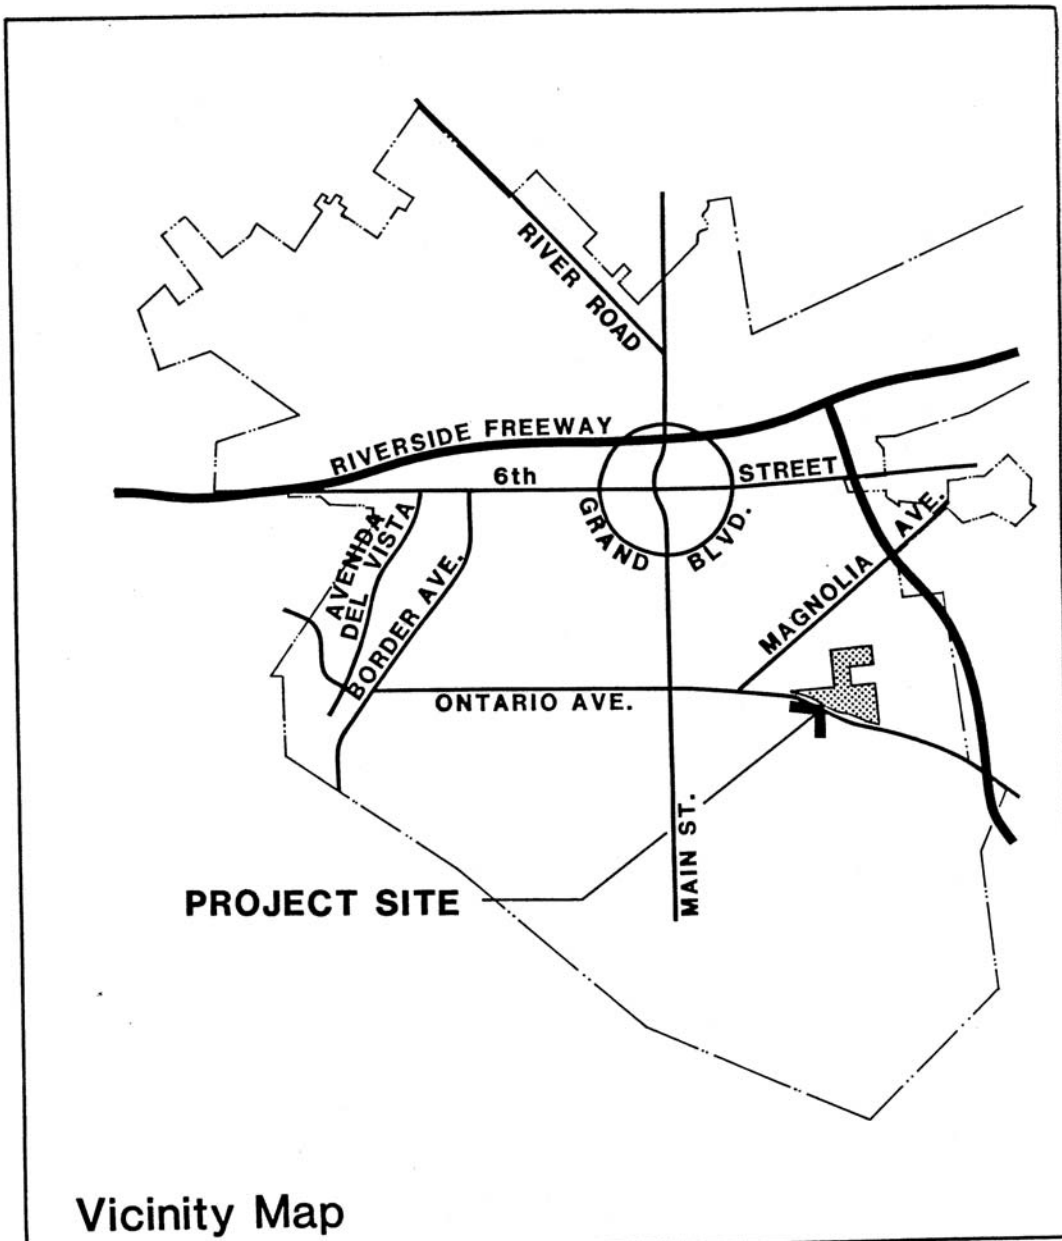 RIVER ROAD
RIVERSIDE FREEWAY
6th
STREET
GRAND BLVD.
AVENIDA
DEL VISTA
BORDER AVE.
MAGNOLIA AVE.
ONTARIO AVE.
MAIN ST.
PROJECT SITE
Vicinity Map